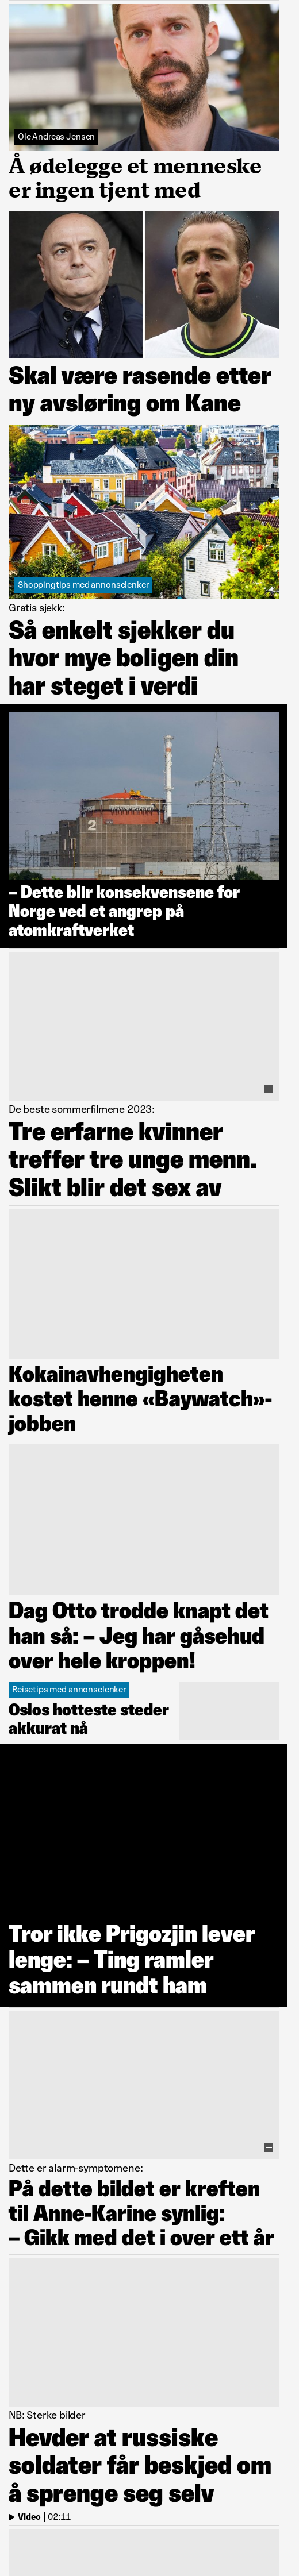 Ole Andreas Jensen
Å ødelegge et menneske
er ingen tjent med
Skal være rasende etter
ny avsløring om Kane
Shoppingtips med annonselenker
Gratis sjekk:
Så enkelt sjekker du
hvor mye boligen din
har steget i verdi
2
– Dette blir konsekvensene for
Norge ved et angrep på
atomkraftverket
De beste sommerfilmene 2023:
Tre erfarne kvinner
treffer tre unge menn.
Slikt blir det sex av
Kokainavhengigheten
kostet henne «Baywatch»-
jobben
Dag Otto trodde knapt det
han så: – Jeg har gåsehud
over hele kroppen!
Reisetips med annonselenker
Oslos hotteste steder
akkurat nå
Tror ikke Prigozjin lever
lenge: – Ting ramler
sammen rundt ham
Dette er alarm-symptomene:
På dette bildet er kreften
til Anne-Karine synlig:
– Gikk med det i over ett år
NB: Sterke bilder
Hevder at russiske
soldater får beskjed om
å sprenge seg selv
Video 02:11